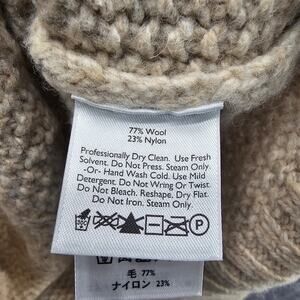 77% Wool
23% Nylon
Professionally Dry Clean. Use Fresh
Solvent. Do Not Press. Steam Only
-Or- Hand Wash Cold. Use Mild
Detergent. Do Not Wring Or Twist.
Do Not Bleach. Reshape, Dry Flat.
Do Not Iron. Steam Only.
P
毛 77%
ナイロン 23%